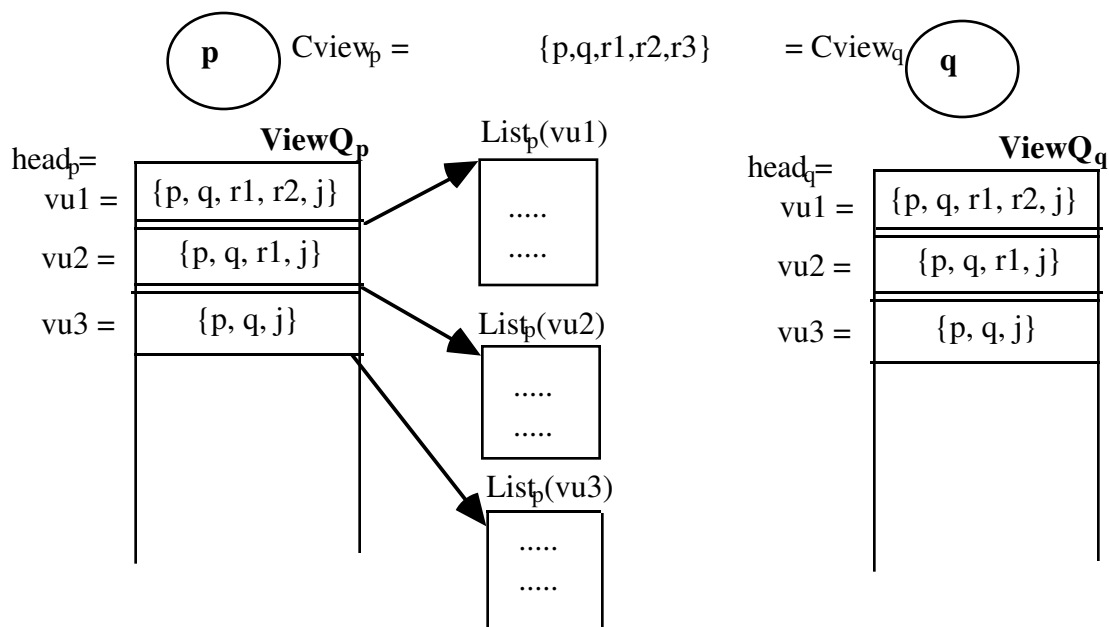 p Cview_p = {p,q,r1,r2,r3} = Cview_q q
ViewQ_p List_p(vu1) ViewQ_q
head_p= head_q=
vu1 = {p, q, r1, r2, j} vu1 = {p, q, r1, r2, j}
.....
vu2 = {p, q, r1, j} ..... vu2 = {p, q, r1, j}
vu3 = {p, q, j} List_p(vu2) vu3 = {p, q, j}
.....
.....
List_p(vu3)
.....
.....